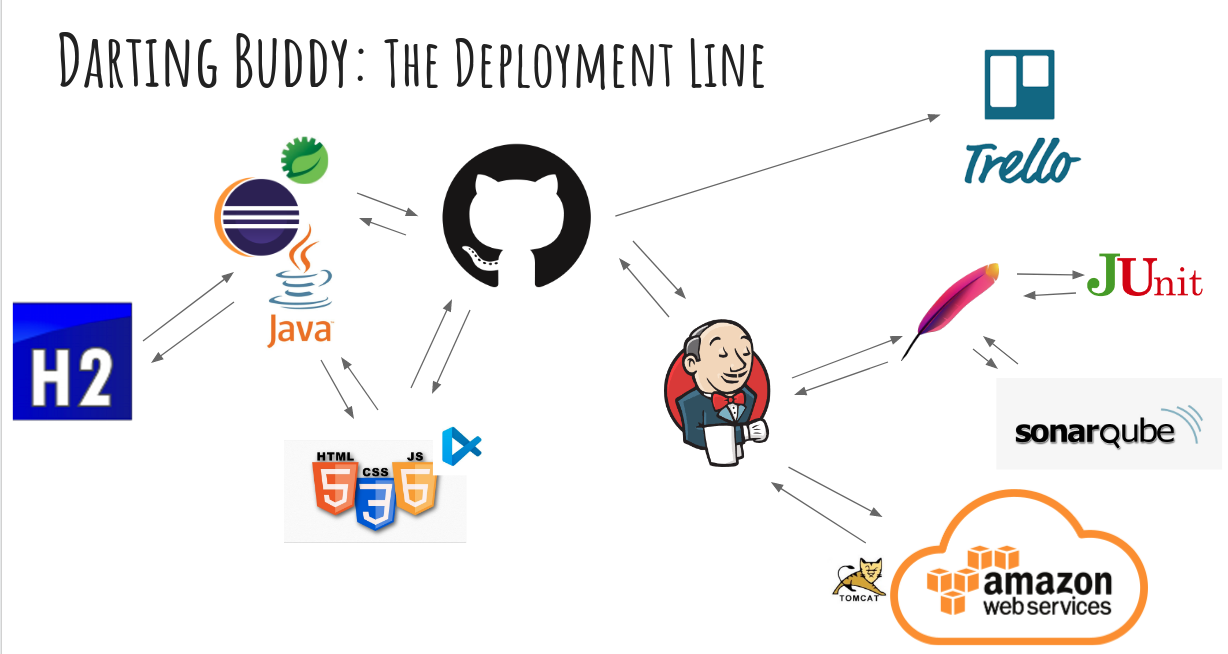 DARTING BUDDY: THE DEPLOYMENT LINE
Trello
JUnit
Java
H2
HTML
CSS
JS
5
3
6
sonarqube
TOMCAT
amazon
web services